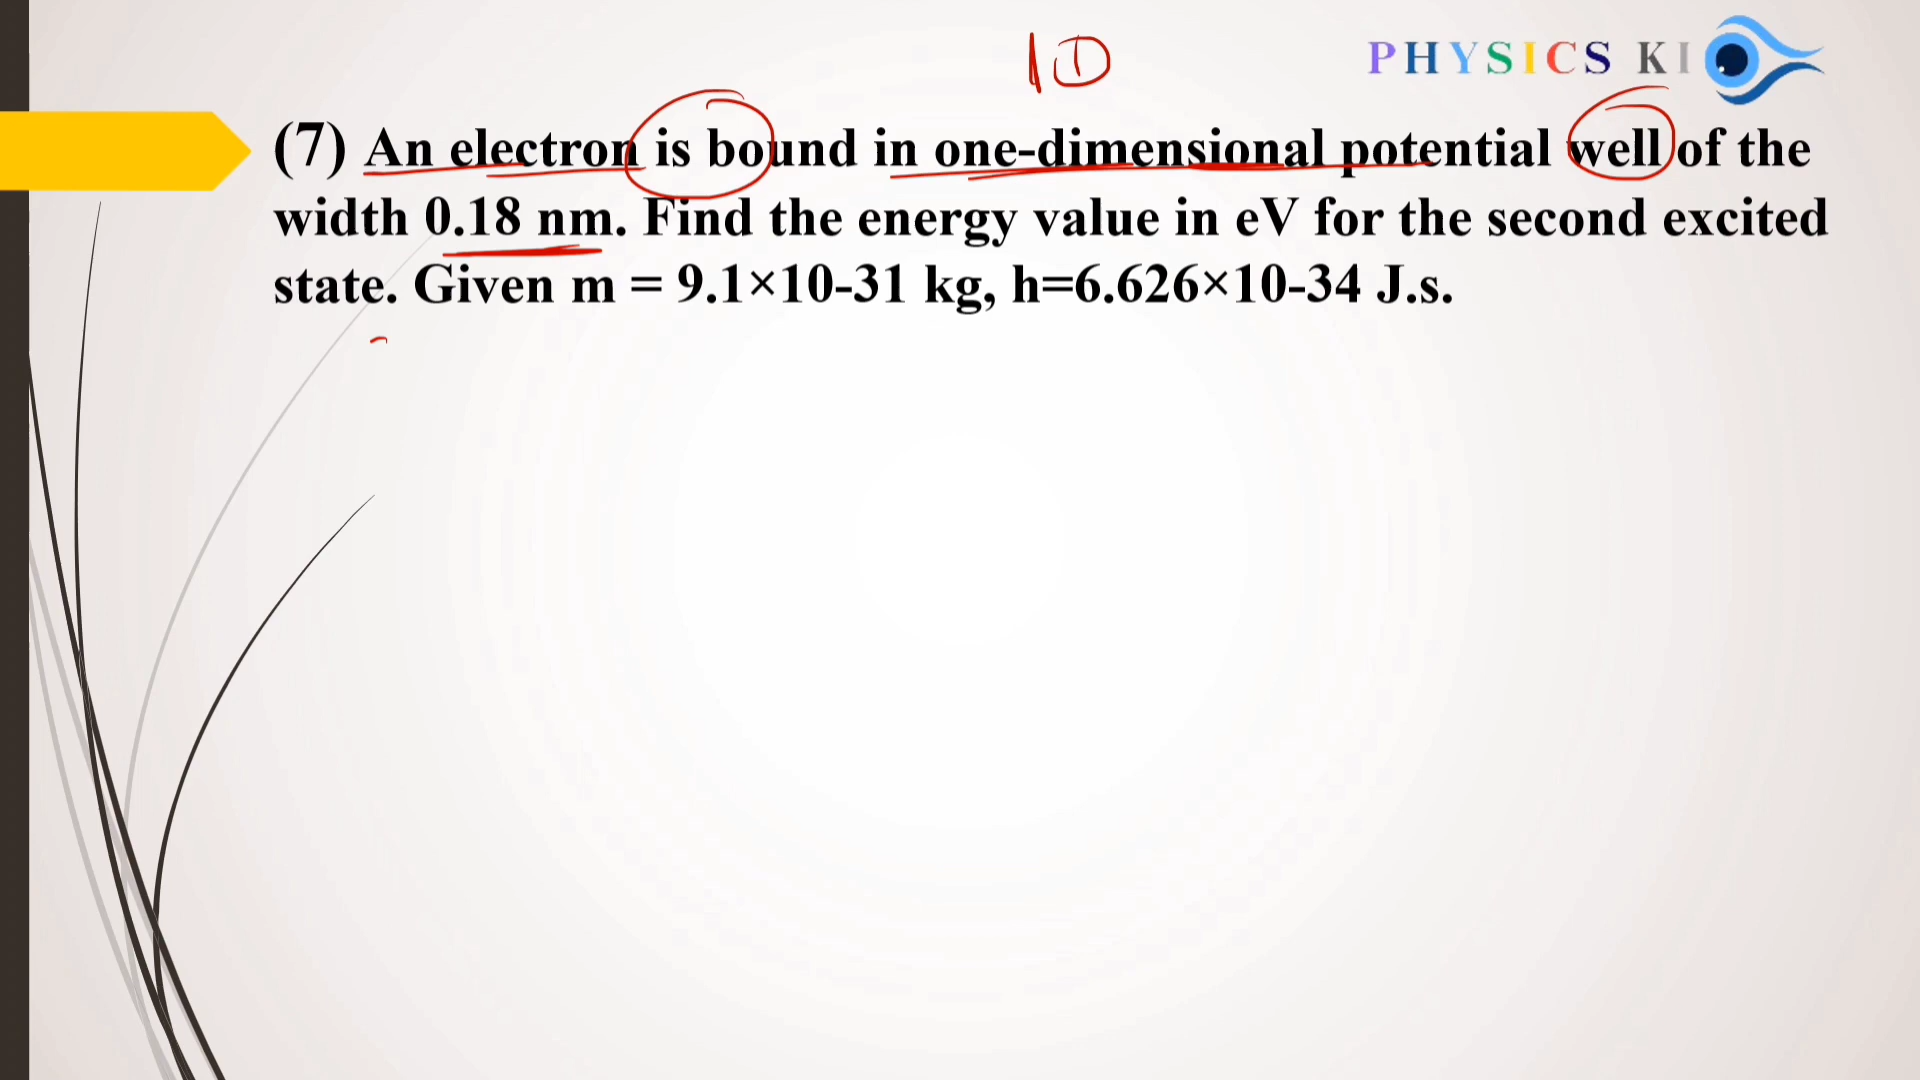 1D
PHYSICS KI
(7) An electron is bound in one-dimensional potential well of the
width 0.18 nm. Find the energy value in eV for the second excited
state. Given m = 9.1×10-31 kg, h=6.626×10-34 J.s.